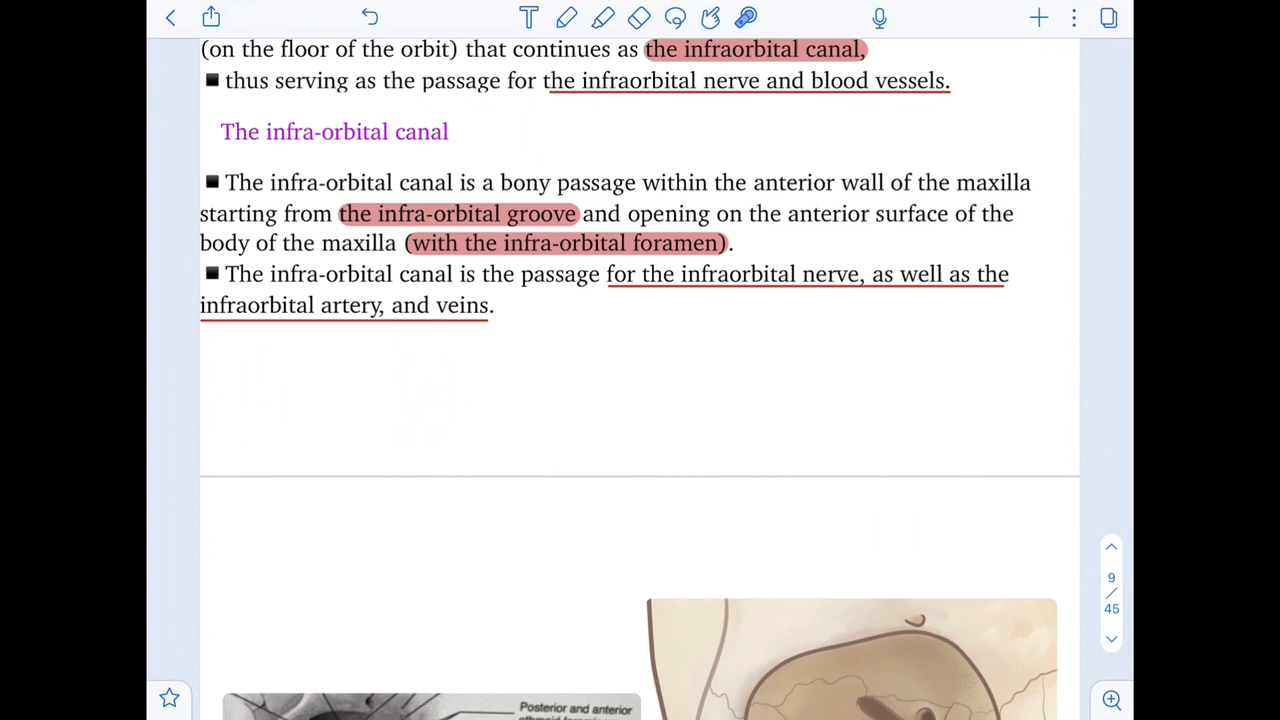 (on the floor of the orbit) that continues as the infraorbital canal,
▪ thus serving as the passage for the infraorbital nerve and blood vessels.
The infra-orbital canal
▪ The infra-orbital canal is a bony passage within the anterior wall of the maxilla
starting from the infra-orbital groove and opening on the anterior surface of the
body of the maxilla (with the infra-orbital foramen).
▪ The infra-orbital canal is the passage for the infraorbital nerve, as well as the
infraorbital artery, and veins.
9
/
45
Posterior and anterior